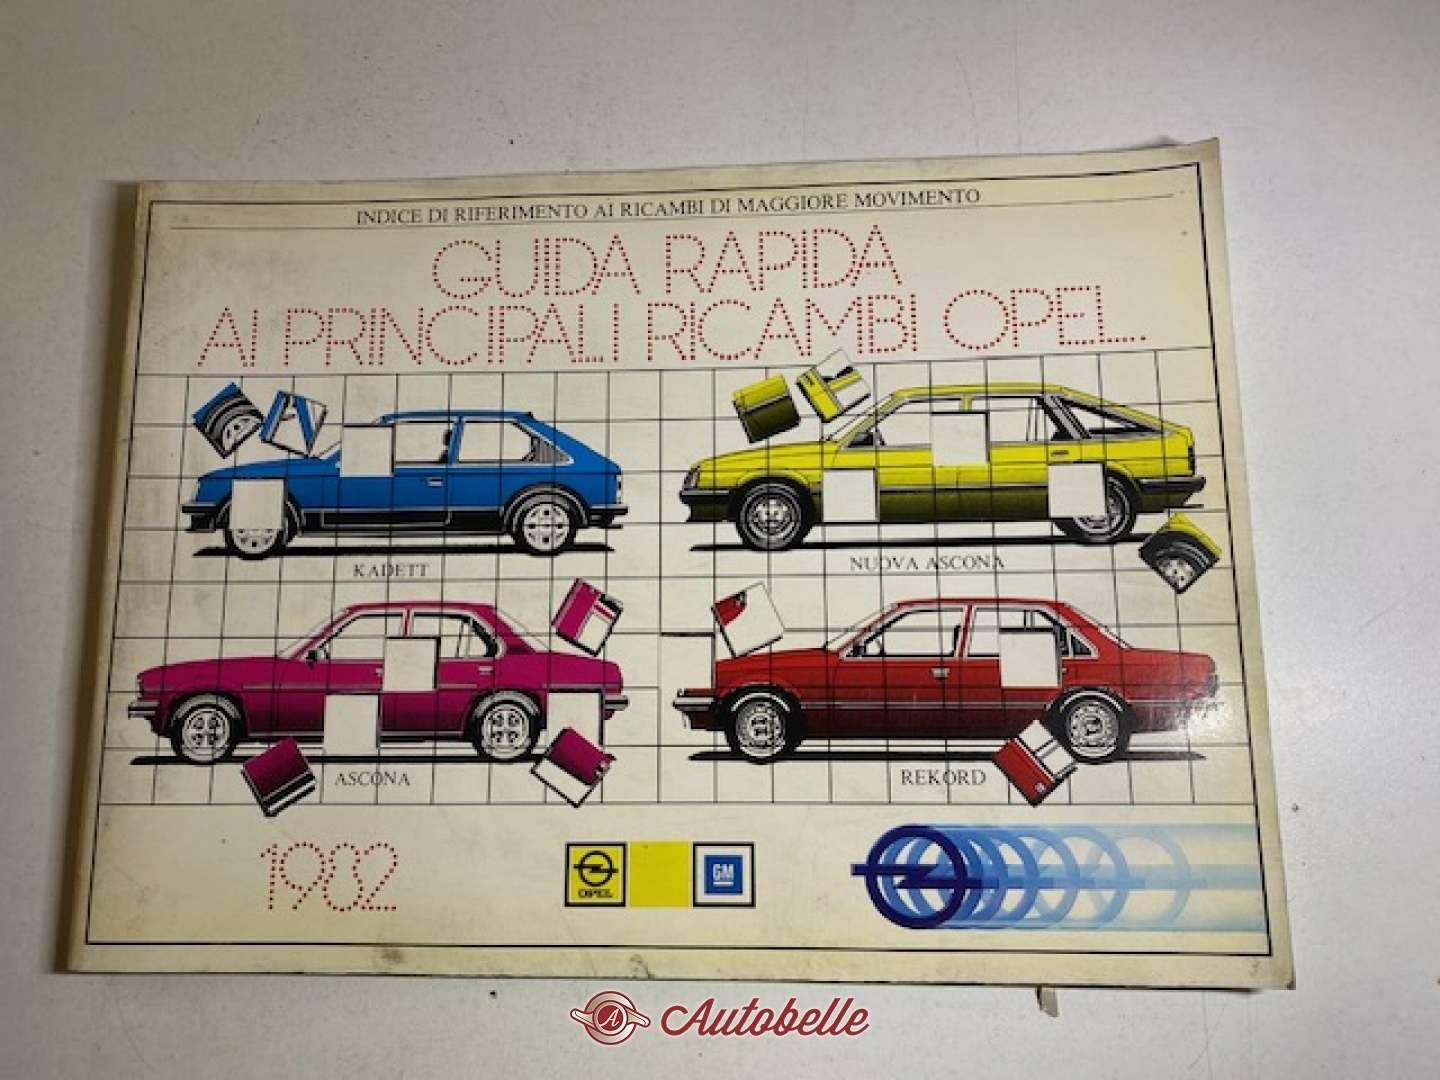 INDICE DI RIFERIMENTO AI RICAMBI DI MAGGIORE MOVIMENTO
GUIDA RAPIDA
AI PRINCIPALI RICAMBI OPEL
KADETT
NUOVA ASCONA
ASCONA
REKORD
1982
OPEL
GM
A
Autobelle